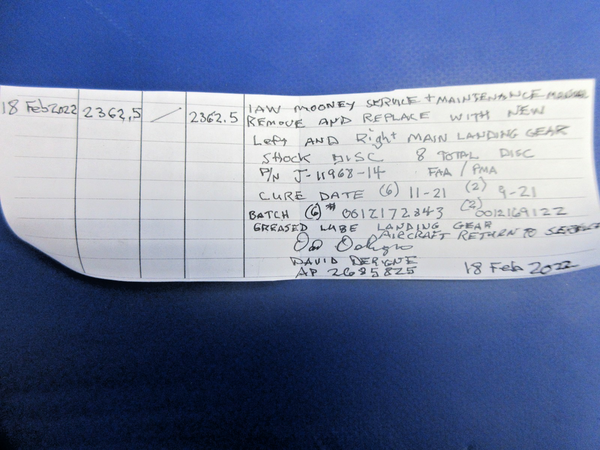 18 Feb 2022 2362.5 / 2362.5 IAW MOONEY SERVICE + MAINTENANCE
REMOVE AND REPLACE WITH NEW
Left AND Right MAIN LANDING GEAR
SHOCK DISC 8 TOTAL DISC
P/N J-11968-14 FAA / PMA
CURE DATE (6) 11-21 (2) 9-21
BATCH (6) # 0012172343 (2) 0012169122
GREASED LUBE LANDING GEAR
AIRCRAFT RETURN TO SERVICE
DAVID
AP 2685825 18 Feb 2022